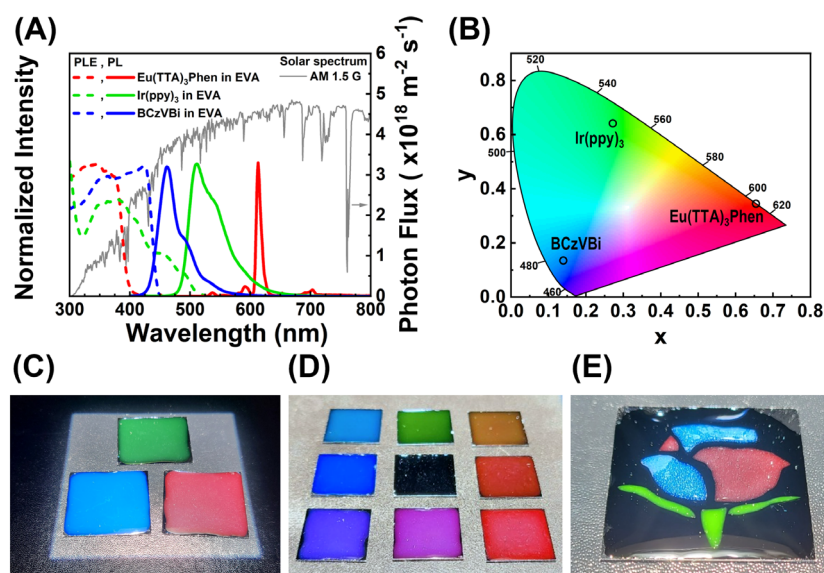 (A)
PLE , PL
Solar spectrum
Eu(TTA)₃Phen in EVA
AM 1.5 G
Ir(ppy)₃ in EVA
BCzVBi in EVA
Normalized Intensity
Photon Flux ( x10¹⁸ m⁻² s⁻¹)
6
5
4
3
2
1
0
300 400 500 600 700 800
Wavelength (nm)
(B)
520
540
560
580
600
620
500
480
460
Ir(ppy)₃
Eu(TTA)₃Phen
BCzVBi
y
0.8
0.6
0.4
0.2
0.0
0.0 0.1 0.2 0.3 0.4 0.5 0.6 0.7 0.8
x
(C)
(D)
(E)